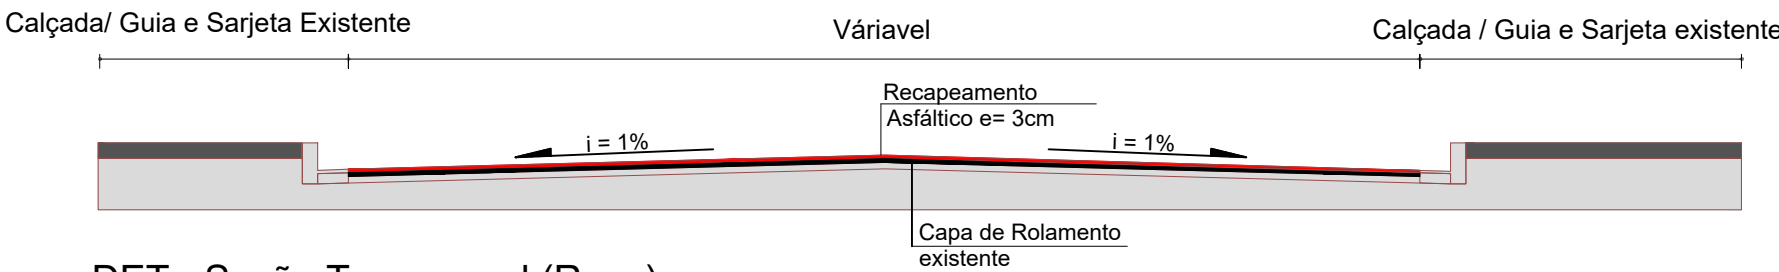 Calçada/ Guia e Sarjeta Existente
Váriavel
Calçada / Guia e Sarjeta existente
Recapeamento
Asfáltico e= 3cm
i = 1%
i = 1%
Capa de Rolamento
existente